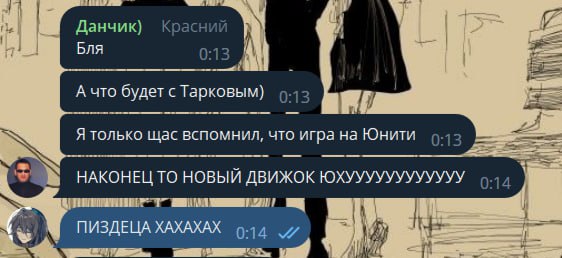 Данчик) Красний
Бля
0:13
А что будет с Тарковым) 0:13
Я только щас вспомнил, что игра на Юнити 0:13
НАКОНЕЦ ТО НОВЫЙ ДВИЖОК ЮХУУУУУУУУУУУУ 0:14
ПИЗДЕЦА ХАХАХАХ 0:14